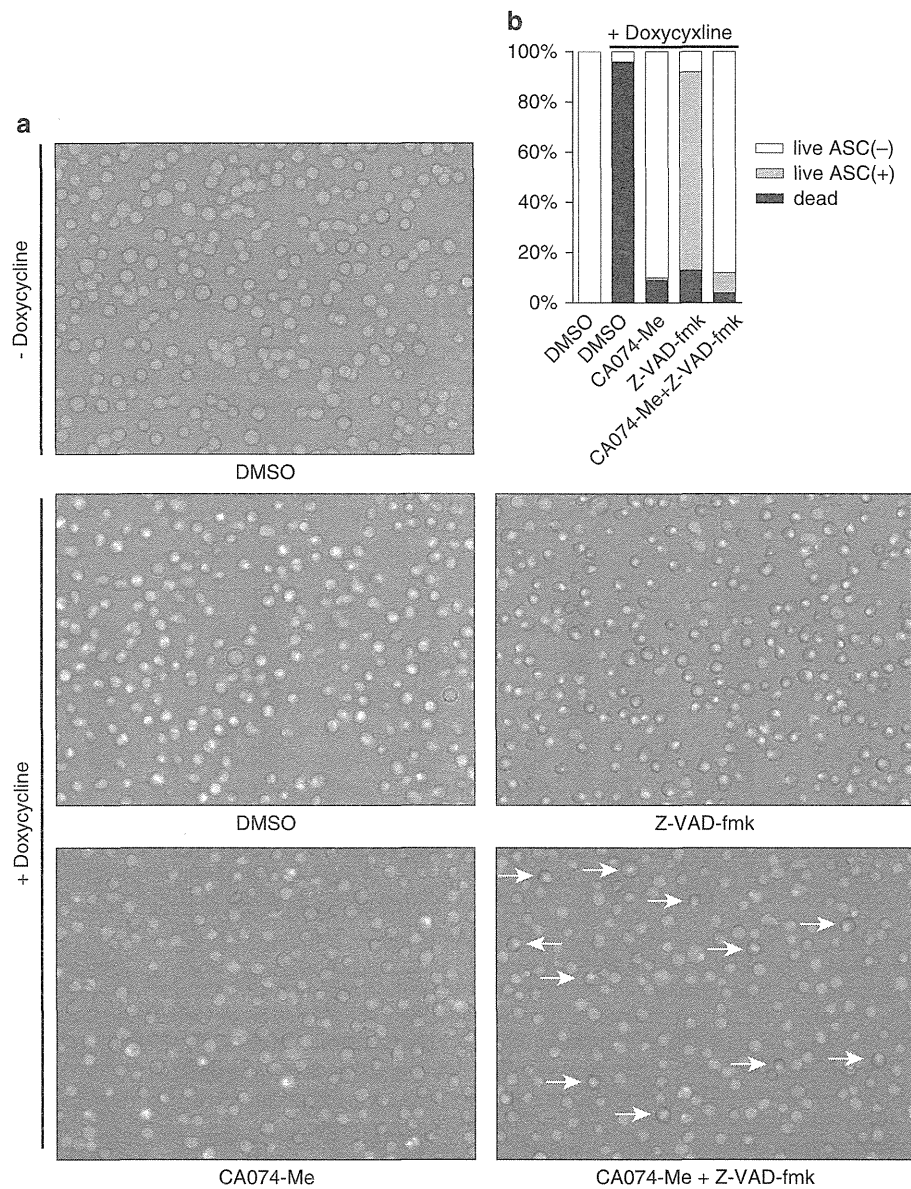 b
+ Doxycyxline
100%
80%
60%
40%
20%
0%
live ASC(–)
live ASC(+)
dead
DMSO
DMSO
CA074-Me
Z-VAD-fmk
CA074-Me+Z-VAD-fmk
a
- Doxycycline
DMSO
+ Doxycycline
DMSO
Z-VAD-fmk
CA074-Me
CA074-Me + Z-VAD-fmk